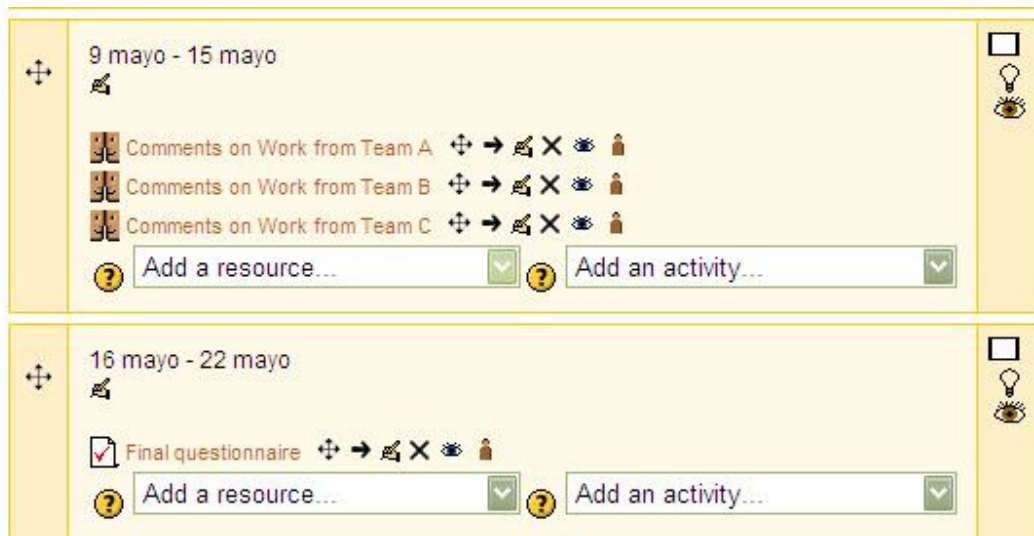 9 mayo - 15 mayo
Comments on Work from Team A
Comments on Work from Team B
Comments on Work from Team C
Add a resource... Add an activity...
16 mayo - 22 mayo
Final questionnaire
Add a resource... Add an activity...